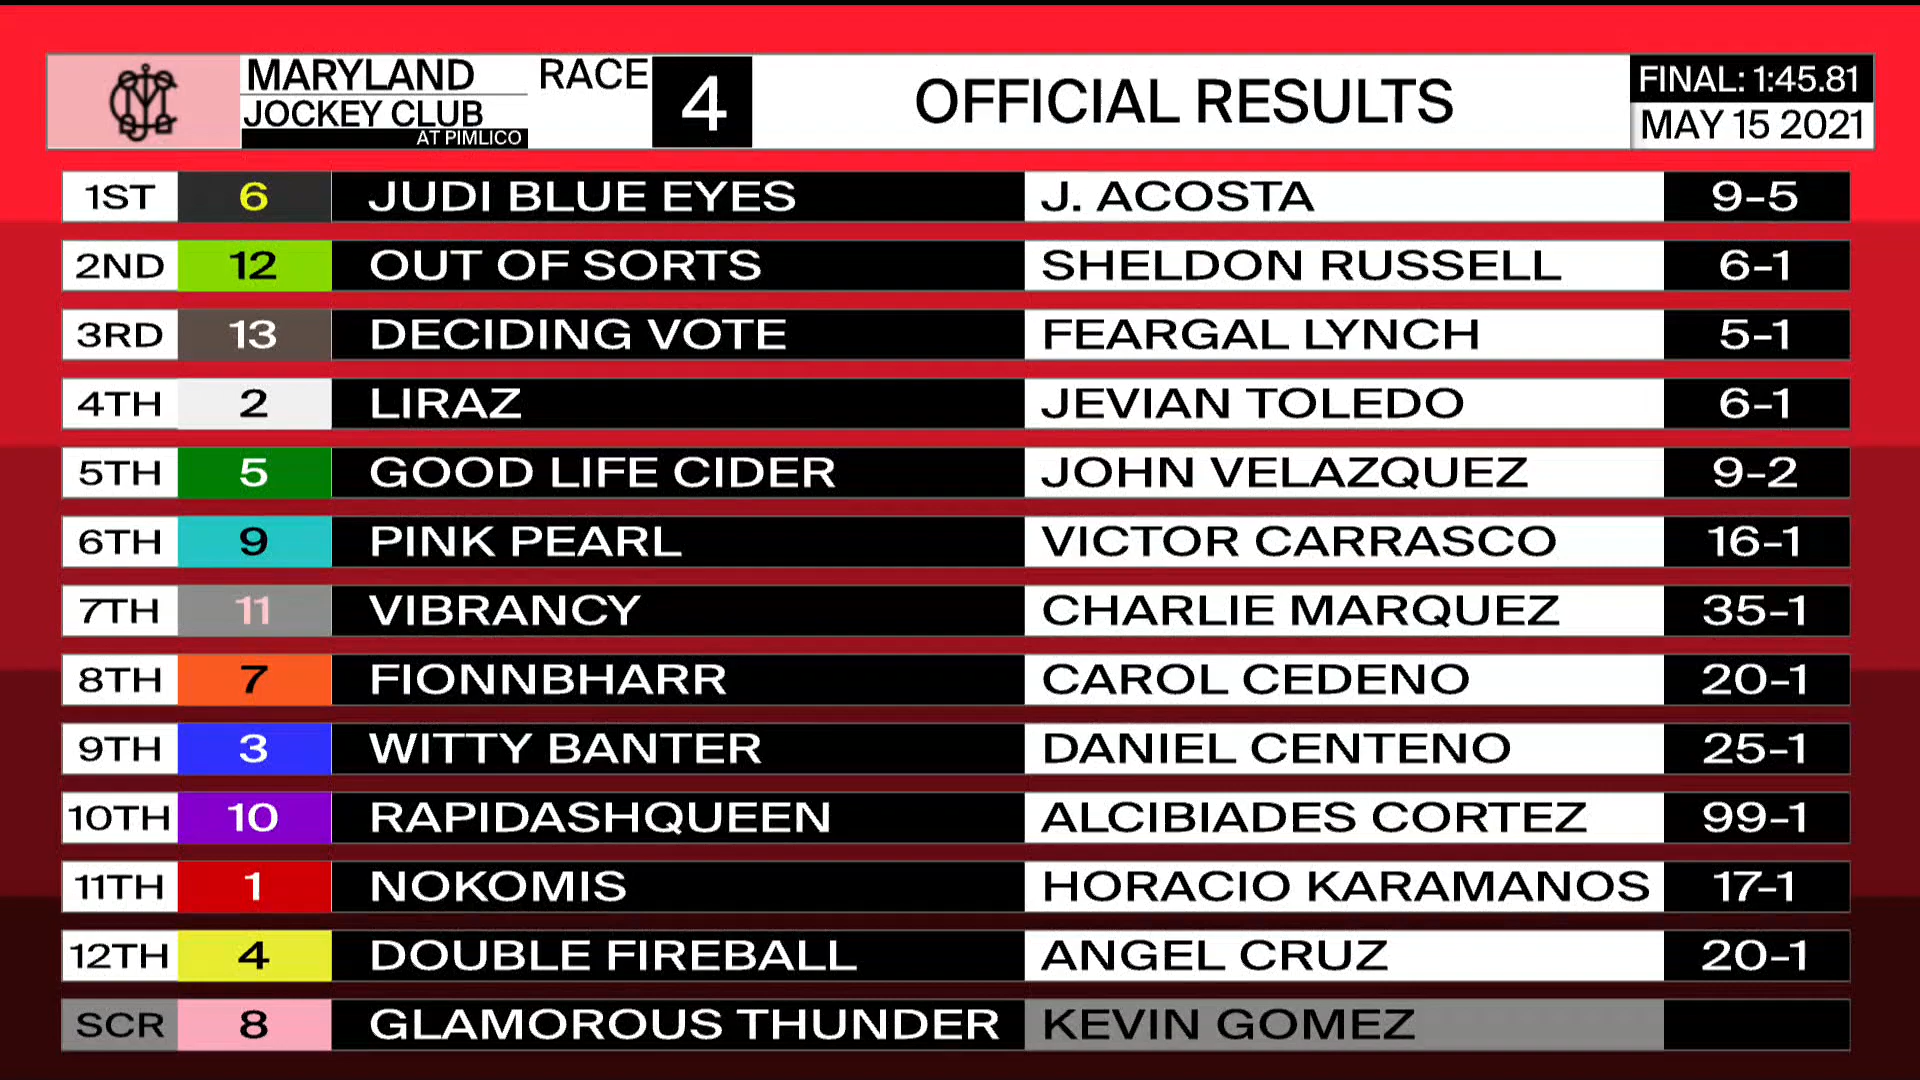 MARYLAND
JOCKEY CLUB
AT PIMLICO
RACE 4
OFFICIAL RESULTS
FINAL: 1:45.81
MAY 15 2021
1ST 6 JUDI BLUE EYES J. ACOSTA 9-5
2ND 12 OUT OF SORTS SHELDON RUSSELL 6-1
3RD 13 DECIDING VOTE FEARGAL LYNCH 5-1
4TH 2 LIRAZ JEVIAN TOLEDO 6-1
5TH 5 GOOD LIFE CIDER JOHN VELAZQUEZ 9-2
6TH 9 PINK PEARL VICTOR CARRASCO 16-1
7TH 11 VIBRANCY CHARLIE MARQUEZ 35-1
8TH 7 FIONNBHARR CAROL CEDENO 20-1
9TH 3 WITTY BANTER DANIEL CENTENO 25-1
10TH 10 RAPIDASHQUEEN ALCIBIADES CORTEZ 99-1
11TH 1 NOKOMIS HORACIO KARAMANOS 17-1
12TH 4 DOUBLE FIREBALL ANGEL CRUZ 20-1
SCR 8 GLAMOROUS THUNDER KEVIN GOMEZ